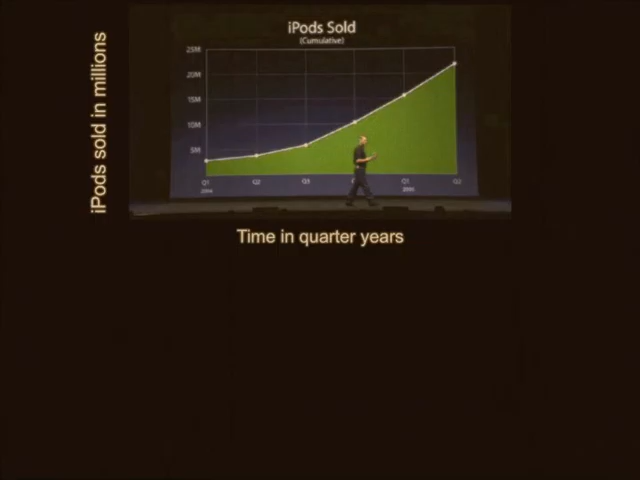 iPods Sold
(Cumulative)
25M
20M
15M
10M
5M
Q1
Q2
Q3
Q1
Q2
iPods sold in millions
Time in quarter years